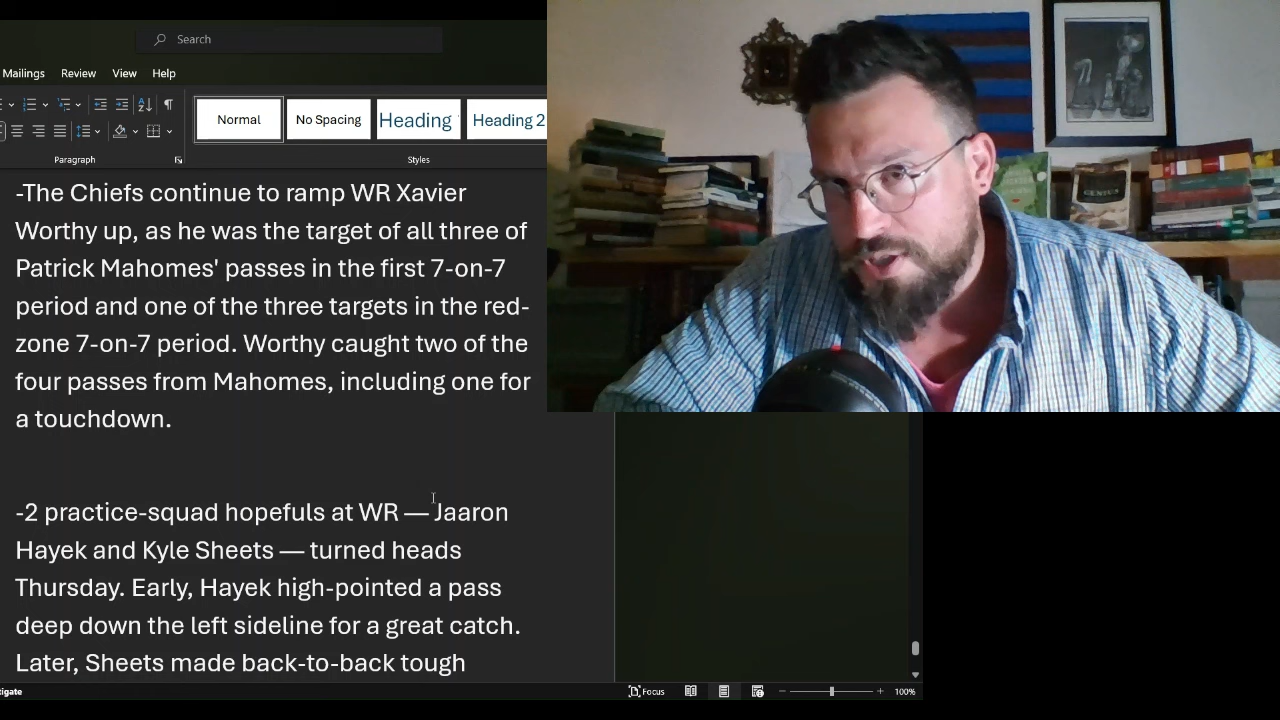 Search
Mailings Review View Help
Normal
No Spacing
Heading
Heading 2
Paragraph
Styles
-The Chiefs continue to ramp WR Xavier
Worthy up, as he was the target of all three of
Patrick Mahomes' passes in the first 7-on-7
period and one of the three targets in the red-
zone 7-on-7 period. Worthy caught two of the
four passes from Mahomes, including one for
a touchdown.
-2 practice-squad hopefuls at WR — Jaaron
Hayek and Kyle Sheets — turned heads
Thursday. Early, Hayek high-pointed a pass
deep down the left sideline for a great catch.
Later, Sheets made back-to-back tough
tigate
Focus
100%
GENIUS